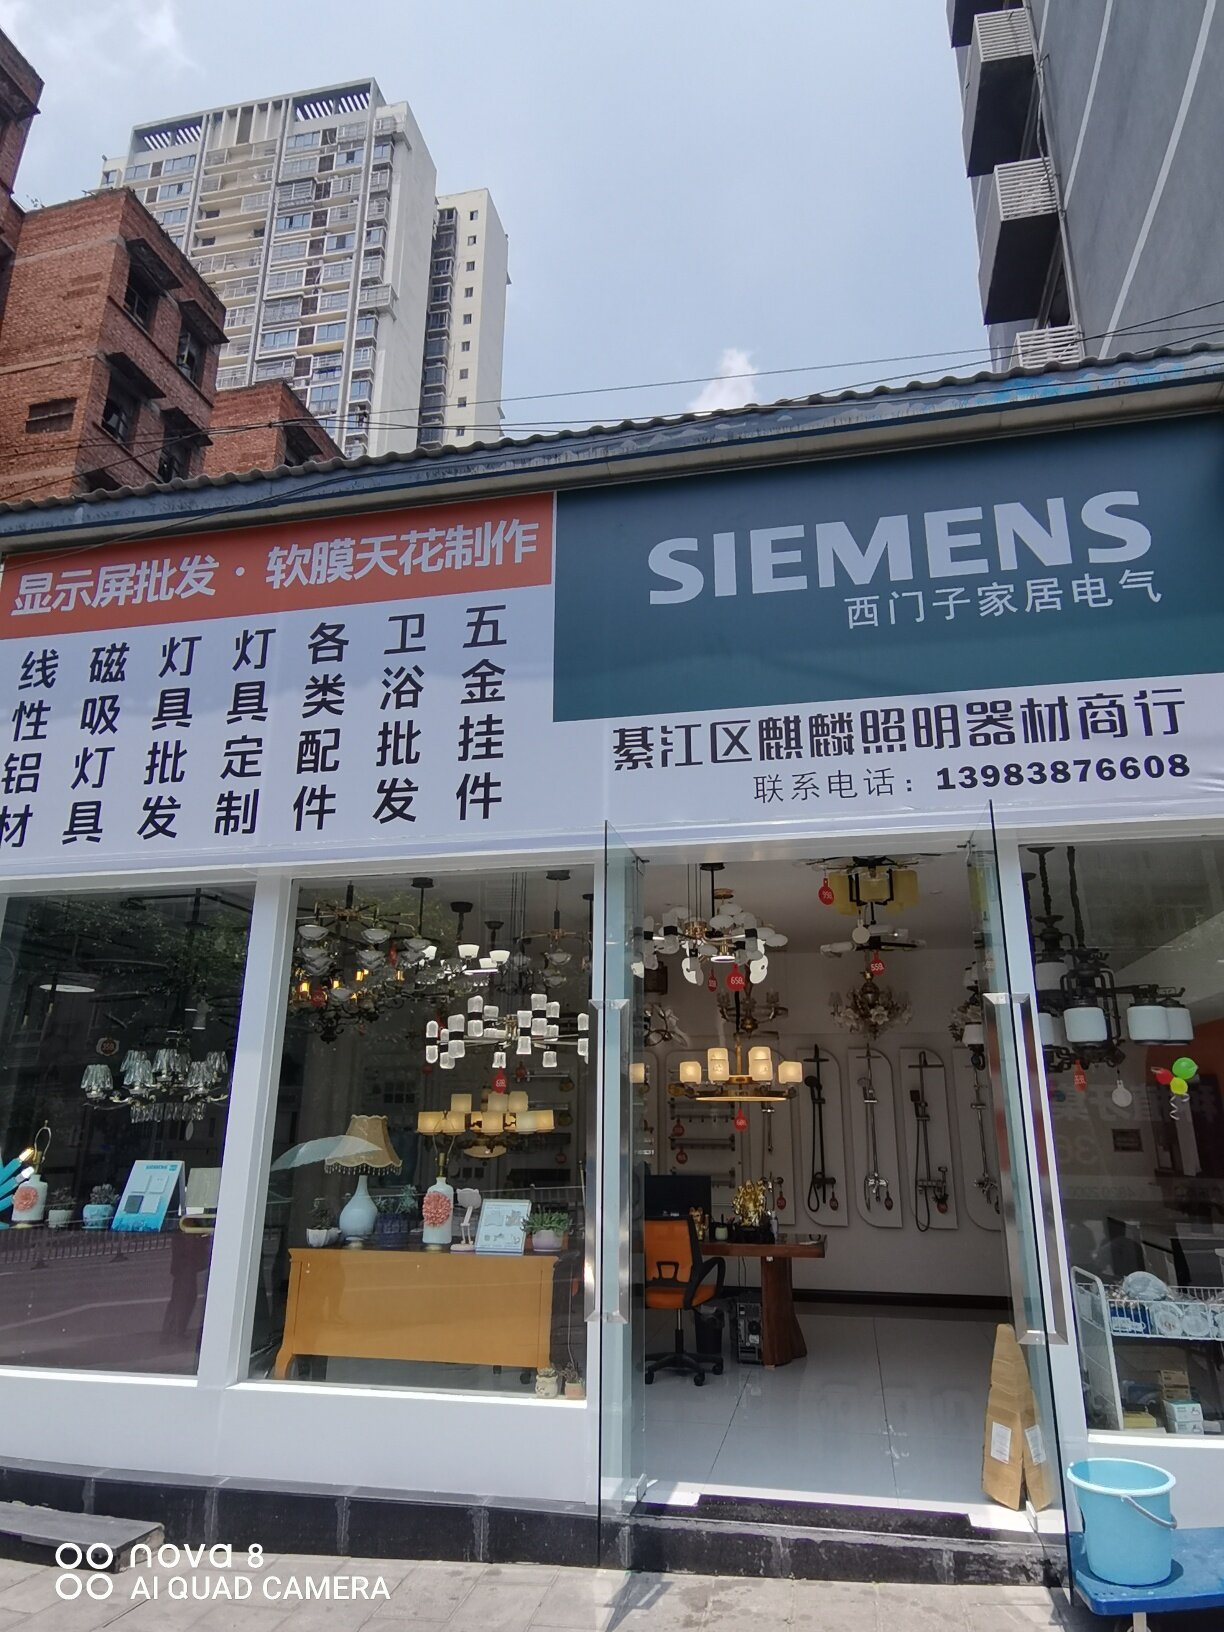 显示屏批发·软膜天花制作
线性铝材
磁吸灯具
灯具批发
灯具定制
各类配件
卫浴批发
五金挂件
SIEMENS
西门子家居电气
綦江区麒麟照明器材商行
联系电话：13983876608
SIEMENS
nova 8
AI QUAD CAMERA